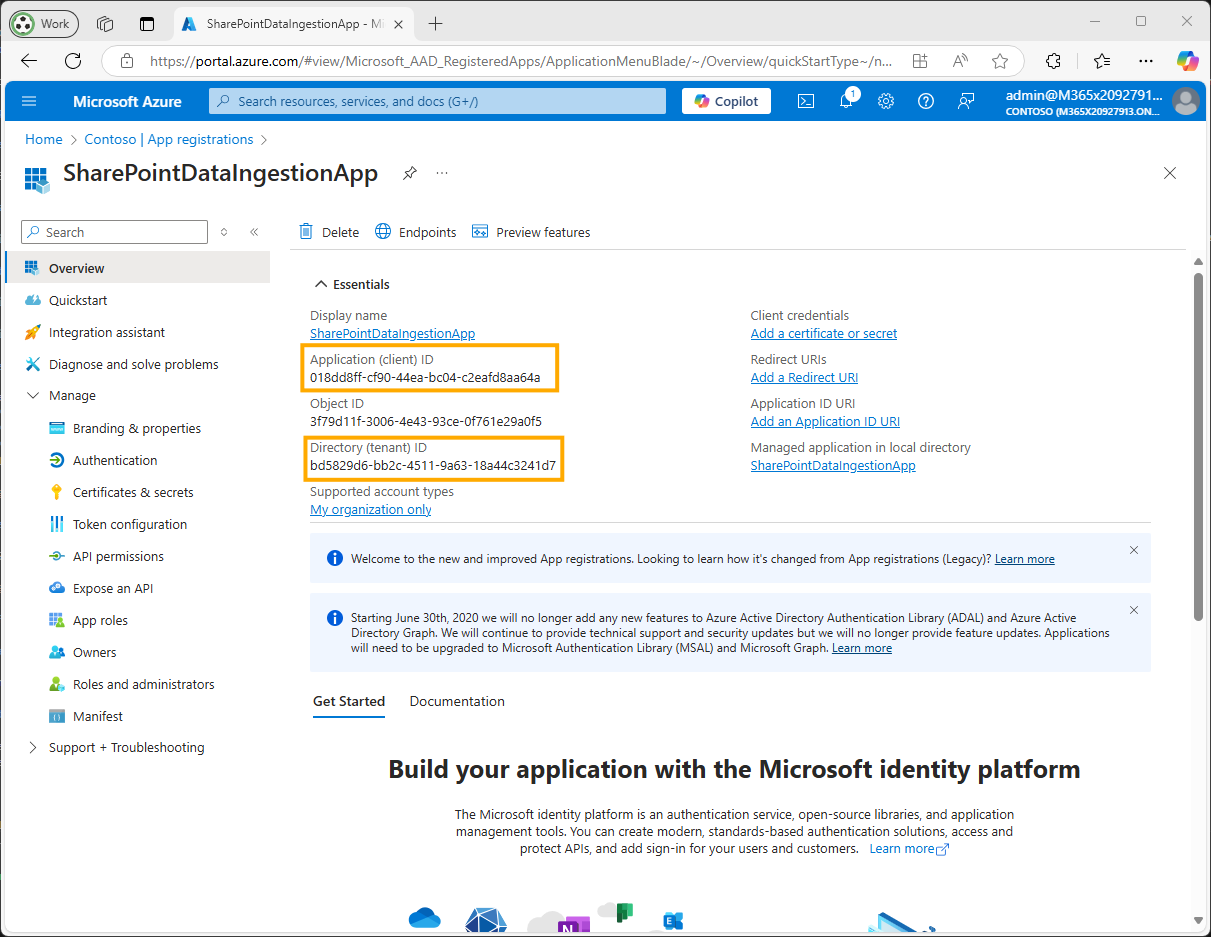 Work
SharePointDataIngestionApp - Mi
https://portal.azure.com/#view/Microsoft_AAD_RegisteredApps/ApplicationMenuBlade/~/Overview/quickStartType~/n...
Microsoft Azure
Search resources, services, and docs (G+/)
Copilot
1
admin@M365x2092791...
CONTOSO (M365X20927913.ON...
Home > Contoso | App registrations >
SharePointDataIngestionApp
...
Search
Delete
Endpoints
Preview features
Overview
Quickstart
Integration assistant
Diagnose and solve problems
Manage
Branding & properties
Authentication
Certificates & secrets
Token configuration
API permissions
Expose an API
App roles
Owners
Roles and administrators
Manifest
Support + Troubleshooting
Essentials
Display name
SharePointDataIngestionApp
Application (client) ID
018dd8ff-cf90-44ea-bc04-c2eafd8aa64a
Object ID
3f79d11f-3006-4e43-93ce-0f761e29a0f5
Directory (tenant) ID
bd5829d6-bb2c-4511-9a63-18a44c3241d7
Supported account types
My organization only
Client credentials
Add a certificate or secret
Redirect URIs
Add a Redirect URI
Application ID URI
Add an Application ID URI
Managed application in local directory
SharePointDataIngestionApp
Welcome to the new and improved App registrations. Looking to learn how it's changed from App registrations (Legacy)? Learn more
Starting June 30th, 2020 we will no longer add any new features to Azure Active Directory Authentication Library (ADAL) and Azure Active
Directory Graph. We will continue to provide technical support and security updates but we will no longer provide feature updates. Applications
will need to be upgraded to Microsoft Authentication Library (MSAL) and Microsoft Graph. Learn more
Get Started
Documentation
Build your application with the Microsoft identity platform
The Microsoft identity platform is an authentication service, open-source libraries, and application
management tools. You can create modern, standards-based authentication solutions, access and
protect APIs, and add sign-in for your users and customers. Learn more
N
E